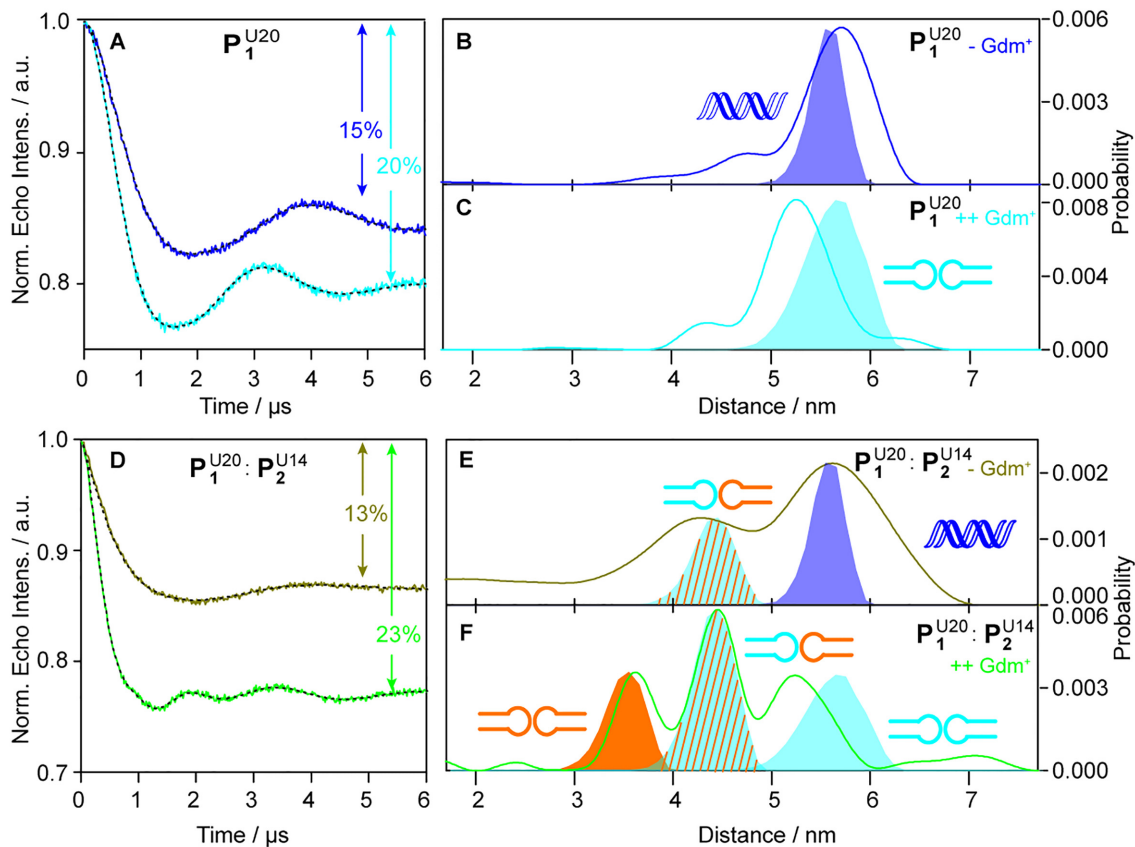 A
P₁ᵁ²⁰
Norm. Echo Intens. / a.u.
1.0
0.9
0.8
15%
20%
0 1 2 3 4 5 6
Time / µs
B
P₁ᵁ²⁰ - Gdm⁺
0.006
0.003
0.000
C
P₁ᵁ²⁰ ++ Gdm⁺
0.008
0.004
0.000
Probability
2 3 4 5 6 7
Distance / nm
D
P₁ᵁ²⁰ : P₂ᵁ¹⁴
Norm. Echo Intens. / a.u.
1.0
0.9
0.8
0.7
13%
23%
0 1 2 3 4 5 6
Time / µs
E
P₁ᵁ²⁰ : P₂ᵁ¹⁴
- Gdm⁺
0.002
0.001
0.000
F
P₁ᵁ²⁰ : P₂ᵁ¹⁴
++ Gdm⁺
0.006
0.003
0.000
Probability
2 3 4 5 6 7
Distance / nm